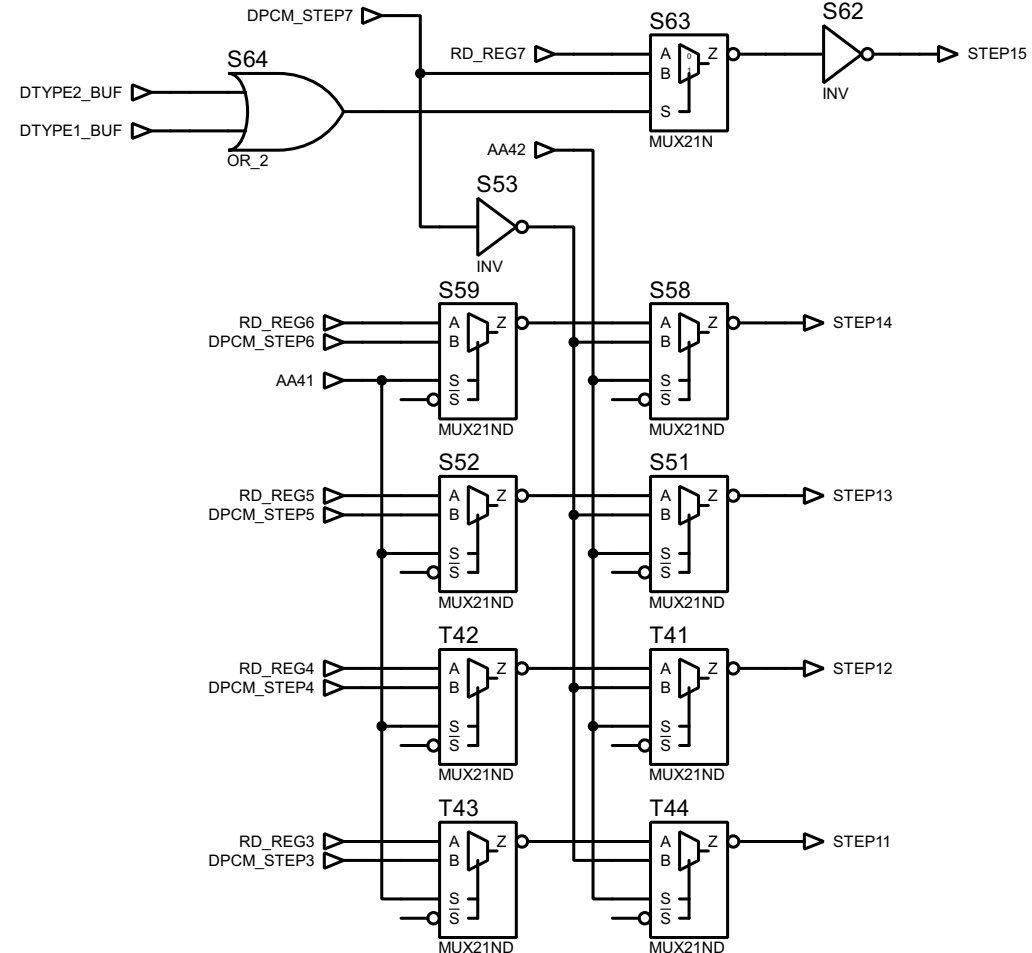 DPCM_STEP7
S63
S62
S64
RD_REG7
A
0
Z
B
1
STEP15
DTYPE2_BUF
S
INV
DTYPE1_BUF
MUX21N
OR_2
AA42
S53
INV
S59
S58
RD_REG6
A
Z
A
Z
STEP14
DPCM_STEP6
B
B
AA41
S
S
S̅
S̅
MUX21ND
MUX21ND
S52
S51
RD_REG5
A
Z
A
Z
STEP13
DPCM_STEP5
B
B
S
S
S̅
S̅
MUX21ND
MUX21ND
T42
T41
RD_REG4
A
Z
A
Z
STEP12
DPCM_STEP4
B
B
S
S
S̅
S̅
MUX21ND
MUX21ND
T43
T44
RD_REG3
A
Z
A
Z
STEP11
DPCM_STEP3
B
B
S
S
S̅
S̅
MUX21ND
MUX21ND